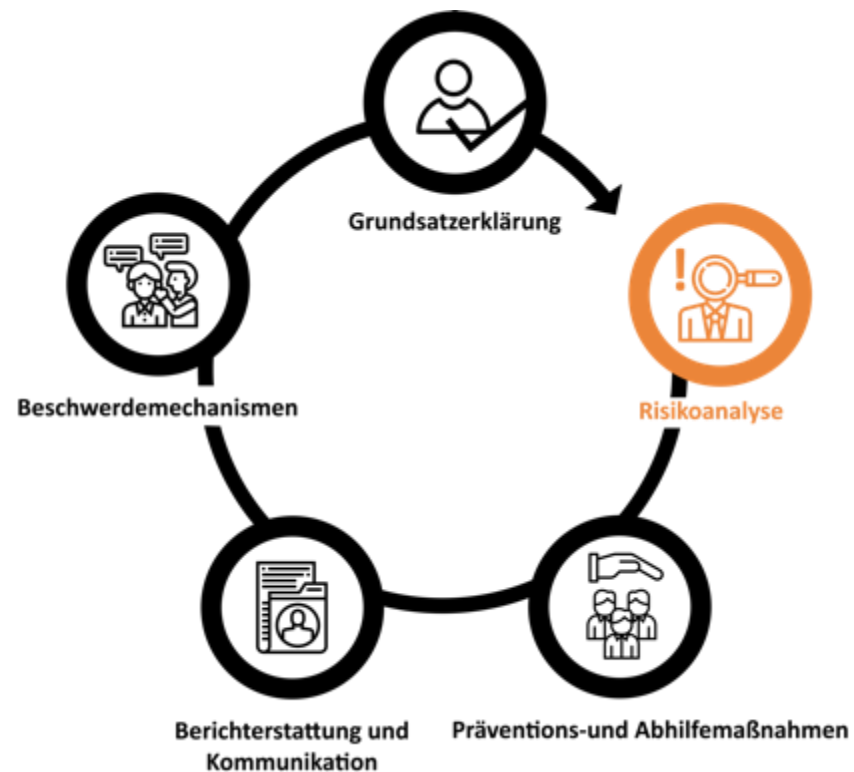 Grundsatzerklärung
Risikoanalyse
Präventions-und Abhilfemaßnahmen
Berichterstattung und
Kommunikation
Beschwerdemechanismen